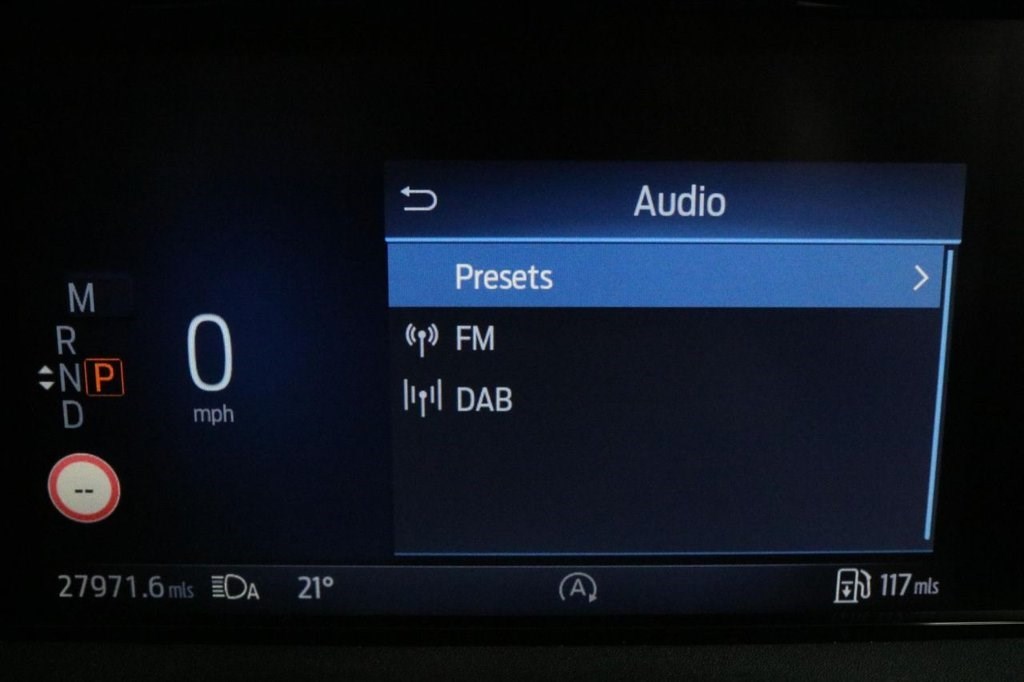 Audio
Presets
FM
DAB
M
R
N P
D
0
mph
--
27971.6 mls
A
21°
A
117 mls